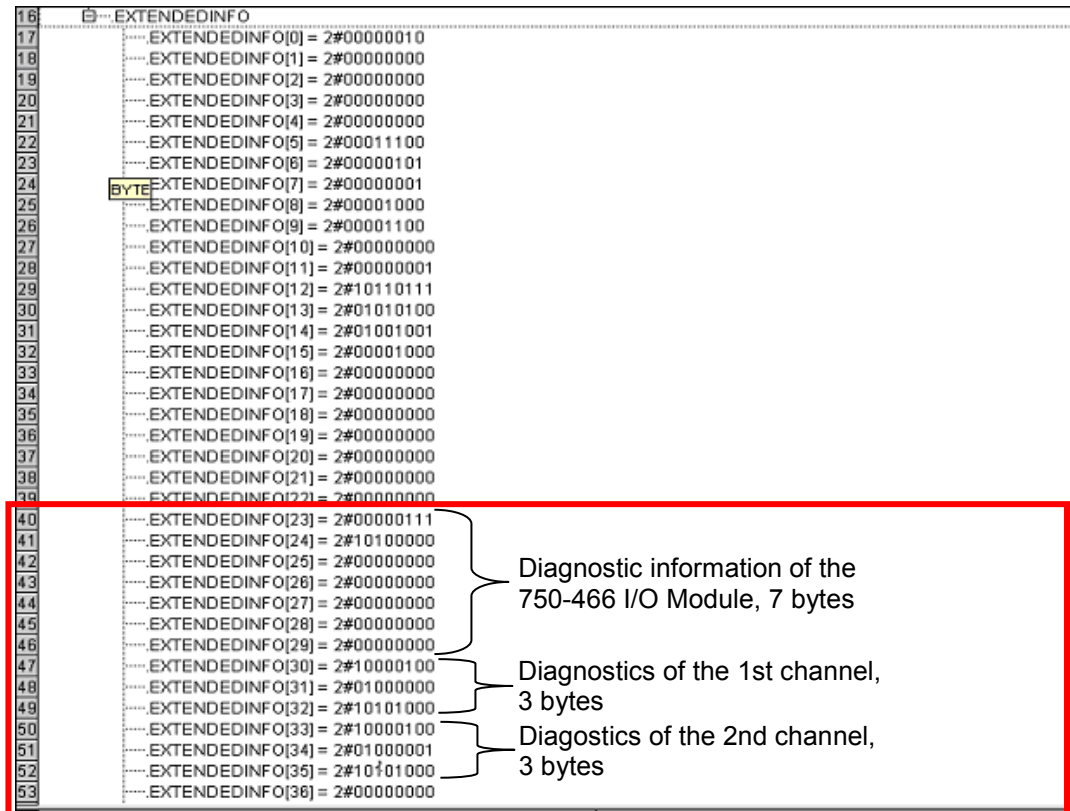 16 .EXTENDEDINFO
17 .EXTENDEDINFO[0] = 2#00000010
18 .EXTENDEDINFO[1] = 2#00000000
19 .EXTENDEDINFO[2] = 2#00000000
20 .EXTENDEDINFO[3] = 2#00000000
21 .EXTENDEDINFO[4] = 2#00000000
22 .EXTENDEDINFO[5] = 2#00011100
23 .EXTENDEDINFO[6] = 2#00000101
24 BYTE EXTENDEDINFO[7] = 2#00000001
25 .EXTENDEDINFO[8] = 2#00001000
26 .EXTENDEDINFO[9] = 2#00001100
27 .EXTENDEDINFO[10] = 2#00000000
28 .EXTENDEDINFO[11] = 2#00000001
29 .EXTENDEDINFO[12] = 2#10110111
30 .EXTENDEDINFO[13] = 2#01010100
31 .EXTENDEDINFO[14] = 2#01001001
32 .EXTENDEDINFO[15] = 2#00001000
33 .EXTENDEDINFO[16] = 2#00000000
34 .EXTENDEDINFO[17] = 2#00000000
35 .EXTENDEDINFO[18] = 2#00000000
36 .EXTENDEDINFO[19] = 2#00000000
37 .EXTENDEDINFO[20] = 2#00000000
38 .EXTENDEDINFO[21] = 2#00000000
39 .EXTENDEDINFO[22] = 2#00000000
40 .EXTENDEDINFO[23] = 2#00000111
41 .EXTENDEDINFO[24] = 2#10100000
42 .EXTENDEDINFO[25] = 2#00000000
43 .EXTENDEDINFO[26] = 2#00000000
44 .EXTENDEDINFO[27] = 2#00000000
45 .EXTENDEDINFO[28] = 2#00000000
46 .EXTENDEDINFO[29] = 2#00000000
47 .EXTENDEDINFO[30] = 2#10000100
48 .EXTENDEDINFO[31] = 2#01000000
49 .EXTENDEDINFO[32] = 2#10101000
50 .EXTENDEDINFO[33] = 2#10000100
51 .EXTENDEDINFO[34] = 2#01000001
52 .EXTENDEDINFO[35] = 2#10101000
53 .EXTENDEDINFO[36] = 2#00000000
Diagnostic information of the
750-466 I/O Module, 7 bytes
Diagnostics of the 1st channel,
3 bytes
Diagostics of the 2nd channel,
3 bytes